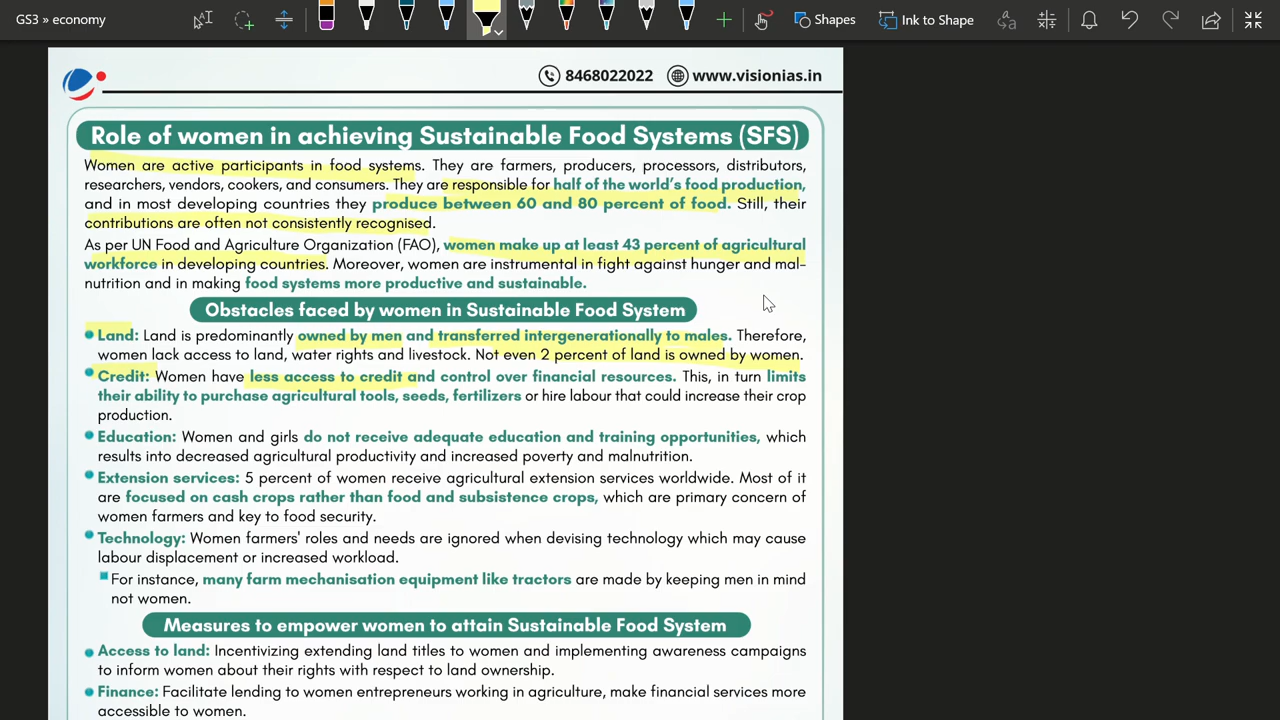 GS3 » economy
Shapes
Ink to Shape
8468022022 www.visionias.in
Role of women in achieving Sustainable Food Systems (SFS)
Women are active participants in food systems. They are farmers, producers, processors, distributors,
researchers, vendors, cookers, and consumers. They are responsible for half of the world's food production,
and in most developing countries they produce between 60 and 80 percent of food. Still, their
contributions are often not consistently recognised.
As per UN Food and Agriculture Organization (FAO), women make up at least 43 percent of agricultural
workforce in developing countries. Moreover, women are instrumental in fight against hunger and mal-
nutrition and in making food systems more productive and sustainable.
Obstacles faced by women in Sustainable Food System
Land: Land is predominantly owned by men and transferred intergenerationally to males. Therefore,
women lack access to land, water rights and livestock. Not even 2 percent of land is owned by women.
Credit: Women have less access to credit and control over financial resources. This, in turn limits
their ability to purchase agricultural tools, seeds, fertilizers or hire labour that could increase their crop
production.
Education: Women and girls do not receive adequate education and training opportunities, which
results into decreased agricultural productivity and increased poverty and malnutrition.
Extension services: 5 percent of women receive agricultural extension services worldwide. Most of it
are focused on cash crops rather than food and subsistence crops, which are primary concern of
women farmers and key to food security.
Technology: Women farmers' roles and needs are ignored when devising technology which may cause
labour displacement or increased workload.
For instance, many farm mechanisation equipment like tractors are made by keeping men in mind
not women.
Measures to empower women to attain Sustainable Food System
Access to land: Incentivizing extending land titles to women and implementing awareness campaigns
to inform women about their rights with respect to land ownership.
Finance: Facilitate lending to women entrepreneurs working in agriculture, make financial services more
accessible to women.